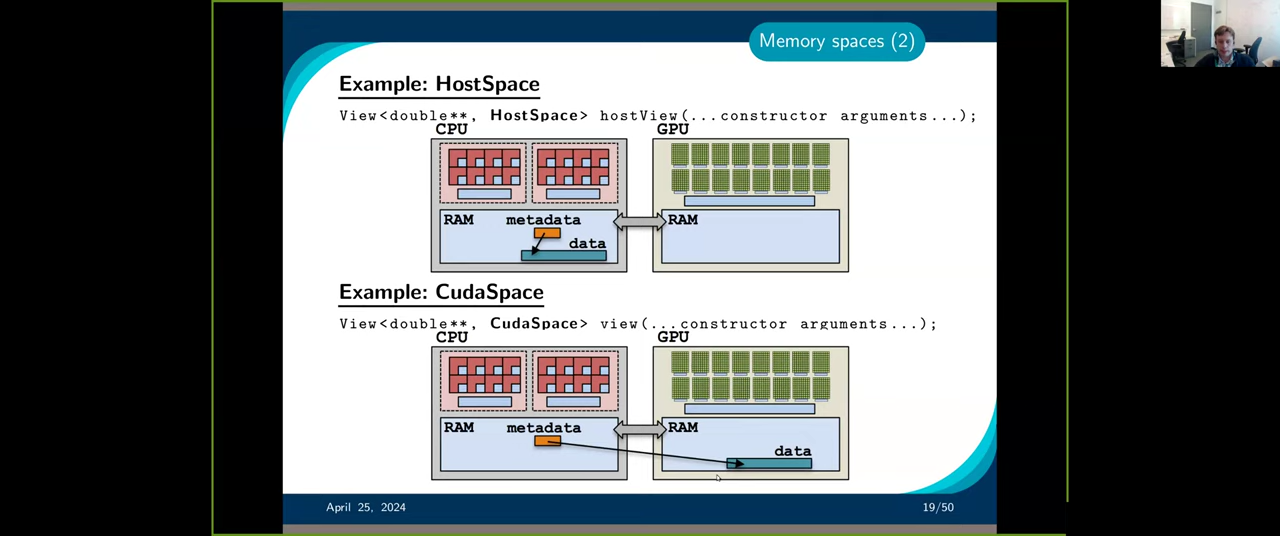 Memory spaces (2)
Example: HostSpace
View<double**, HostSpace> hostView(...constructor arguments...);
CPU GPU
RAM metadata RAM
data
Example: CudaSpace
View<double**, CudaSpace> view(...constructor arguments...);
CPU GPU
RAM metadata RAM
data
April 25, 2024 19/50